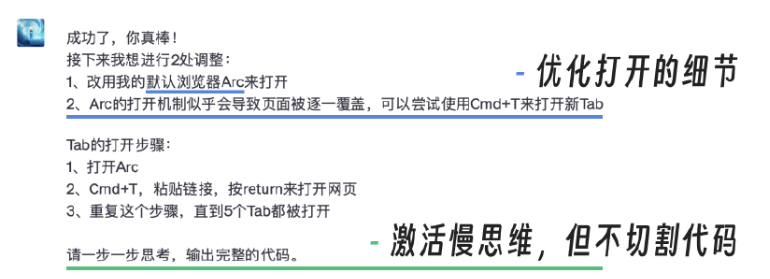 成功了，你真棒！
接下来我想进行2处调整：
1、改用我的默认浏览器Arc来打开
- 优化打开的细节
2、Arc的打开机制似乎会导致页面被逐一覆盖，可以尝试使用Cmd+T来打开新Tab
Tab的打开步骤：
1、打开Arc
2、Cmd+T，粘贴链接，按return来打开网页
3、重复这个步骤，直到5个Tab都被打开
- 激活慢思维，但不切割代码
请一步一步思考，输出完整的代码。